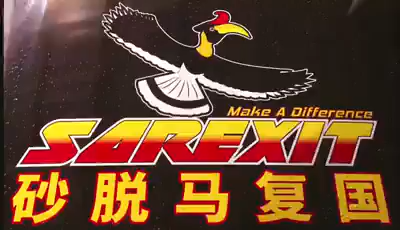 Make A Difference
SAREXIT
砂脱马复国